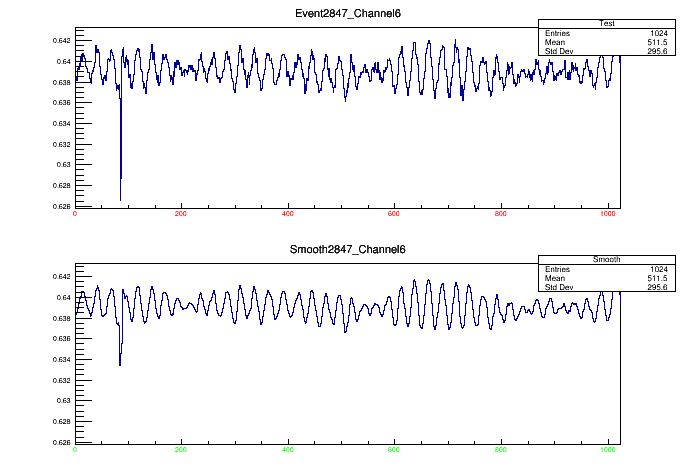 Event2847_Channel6
Test
Entries 1024
Mean 511.5
Std Dev 295.6
0.642
0.64
0.638
0.636
0.634
0.632
0.63
0.628
0.626
0 200 400 600 800 1000
Smooth2847_Channel6
Smooth
Entries 1024
Mean 511.5
Std Dev 295.6
0.642
0.64
0.638
0.636
0.634
0.632
0.63
0.628
0.626
0 200 400 600 800 1000